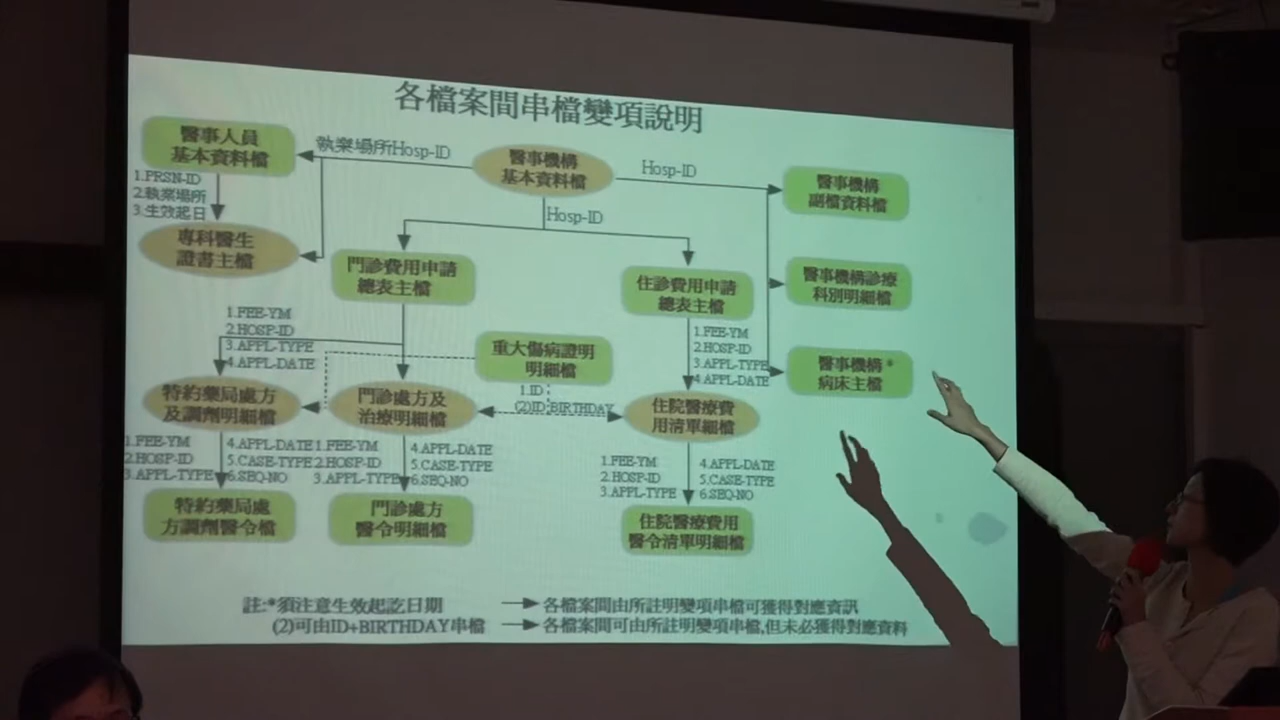 各檔案間串檔變項說明
醫事人員
基本資料檔
執業場所Hosp-ID
醫事機構
基本資料檔
Hosp-ID
醫事機構
副檔資料檔
1.PRSN-ID
2.執業場所
3.生效起日
Hosp-ID
專科醫生
證書主檔
門診費用申請
總表主檔
住診費用申請
總表主檔
醫事機構診療
科別明細檔
1.FEE-YM
2.HOSP-ID
3.APPL-TYPE
4.APPL-DATE
重大傷病證明
明細檔
1.FEE-YM
2.HOSP-ID
3.APPL-TYPE
4.APPL-DATE
醫事機構*
病床主檔
1.ID
(2)ID,BIRTHDAY
特約藥局處方
及調劑明細檔
門診處方及
治療明細檔
住院醫療費
用清單明細檔
1.FEE-YM
2.HOSP-ID
3.APPL-TYPE
4.APPL-DATE
5.CASE-TYPE
6.SEQ-NO
1.FEE-YM
2.HOSP-ID
3.APPL-TYPE
4.APPL-DATE
5.CASE-TYPE
6.SEQ-NO
1.FEE-YM
2.HOSP-ID
3.APPL-TYPE
4.APPL-DATE
5.CASE-TYPE
6.SEQ-NO
特約藥局處
方調劑醫令檔
門診處方
醫令明細檔
住院醫療費用
醫令清單明細檔
註:*須注意生效起訖日期
各檔案間由所註明變項串檔可獲得對應資訊
(2)可由ID+BIRTHDAY串檔
各檔案間可由所註明變項串檔,但未必獲得對應資料